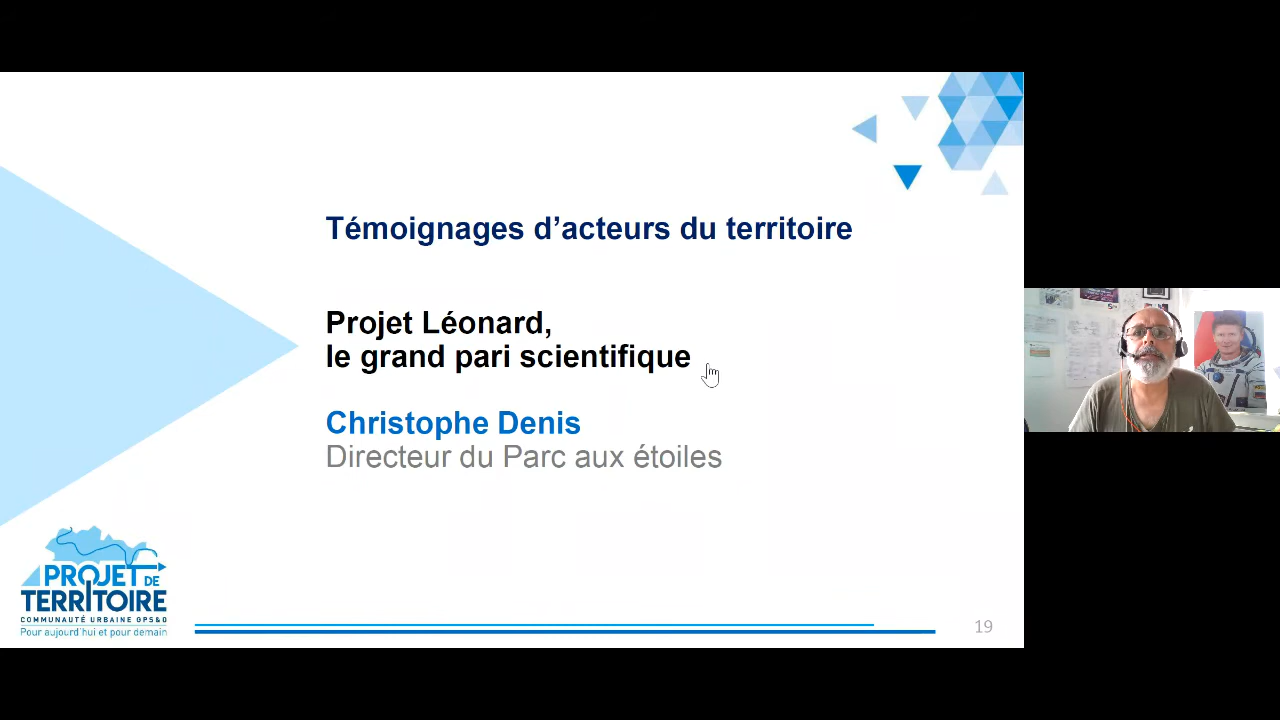 Témoignages d'acteurs du territoire
Projet Léonard,
le grand pari scientifique
Christophe Denis
Directeur du Parc aux étoiles
PROJET DE
TERRITOIRE
COMMUNAUTÉ URBAINE GPS&O
Pour aujourd'hui et pour demain
19